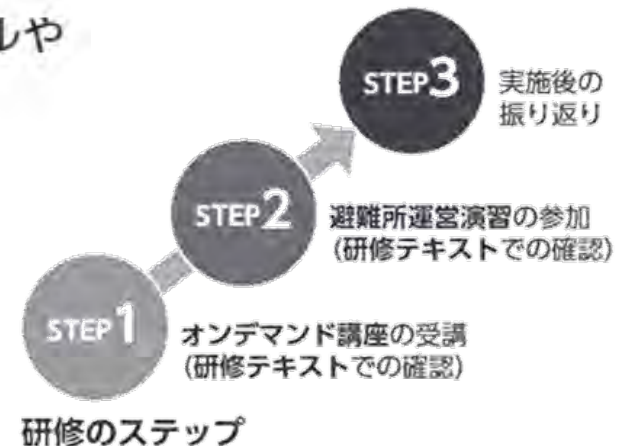 ルや
STEP3
実施後の
振り返り
STEP2
避難所運営演習の参加
(研修テキストでの確認)
STEP1
オンデマンド講座の受講
(研修テキストでの確認)
研修のステップ